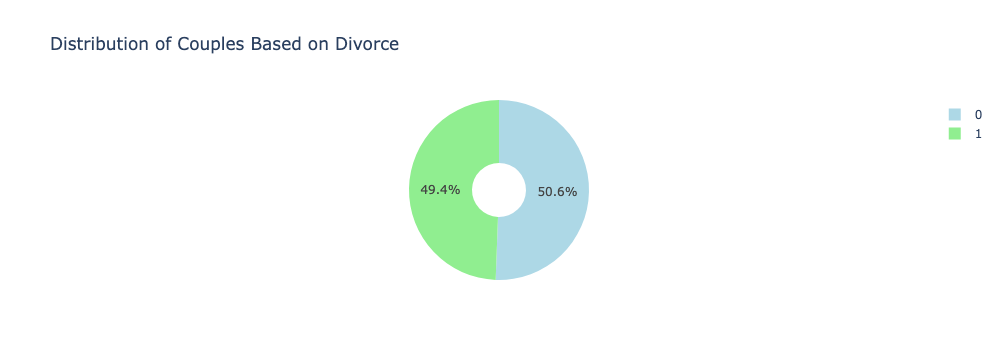 Distribution of Couples Based on Divorce
0
1
49.4%
50.6%